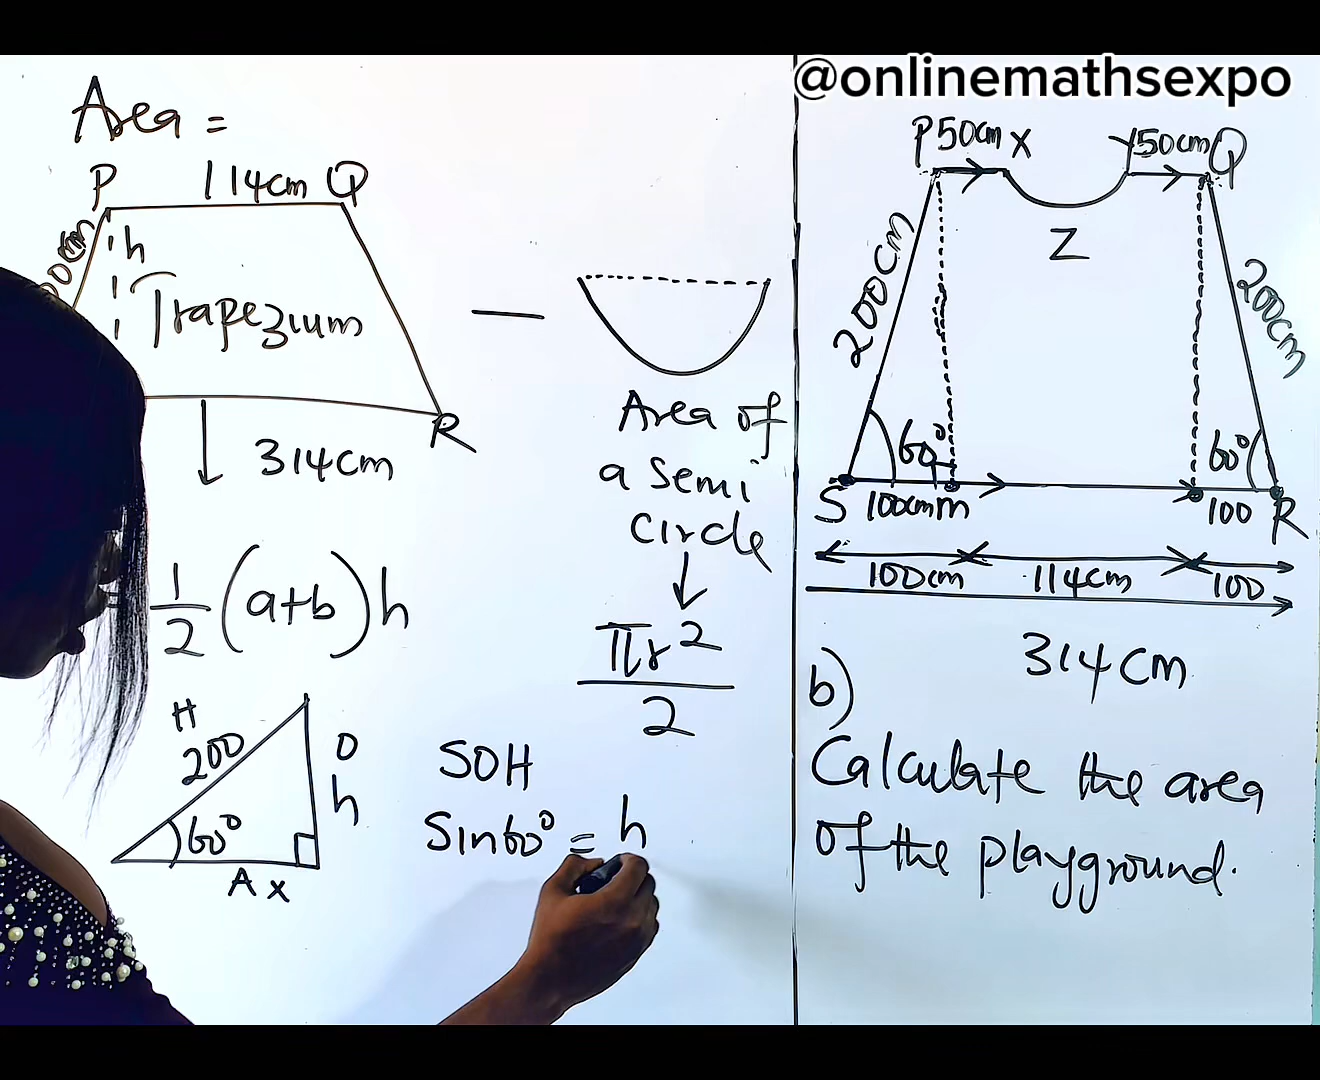 @onlinemathsexpo
Area =
P 114cm Q
h
Trapezium
R
314cm
1/2 (a+b)h
H
200
O
h
60°
A x
Area of
a semi
circle
πr²/2
SOH
Sin60° = h
P 50cm X Y 50cm Q
Z
200cm 200cm
60° 60°
S 100cm m 100 R
100cm 114cm 100
314cm
b)
Calculate the area
of the playground.